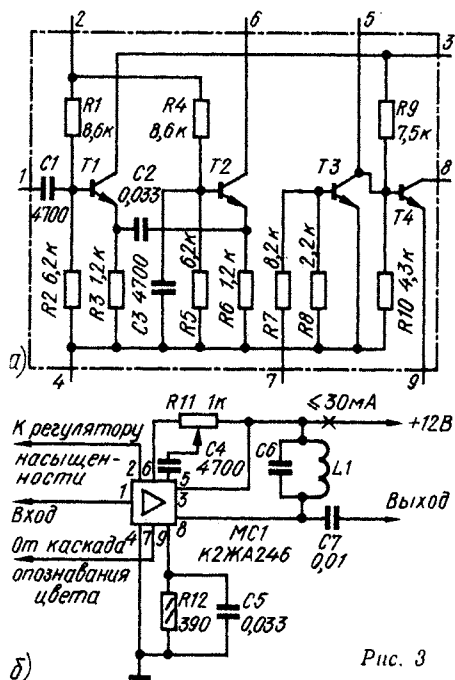 2 6 5 3
R1 8,6к
R4 8,6к
R9 7,5к
C1 4700
T1
C2 0,033
T2
T3
T4
1
8
R2 6,2к
R3 1,2к
C3 4700
R5 6,2к
R6 1,2к
R7 8,2к
R8 2,2к
R10 4,3к
а)
4 7 9
R11 1к
≤30мА
+12В
К регулятору
насыщен-
ности
C4
4700
C6
L1
2 6
5
3
1
8
4 7 9
Вход
МС1
К2ЖА246
Выход
C7
0,01
От каскада
опознавания
цвета
R12
390
C5
0,033
б)
Рис. 3